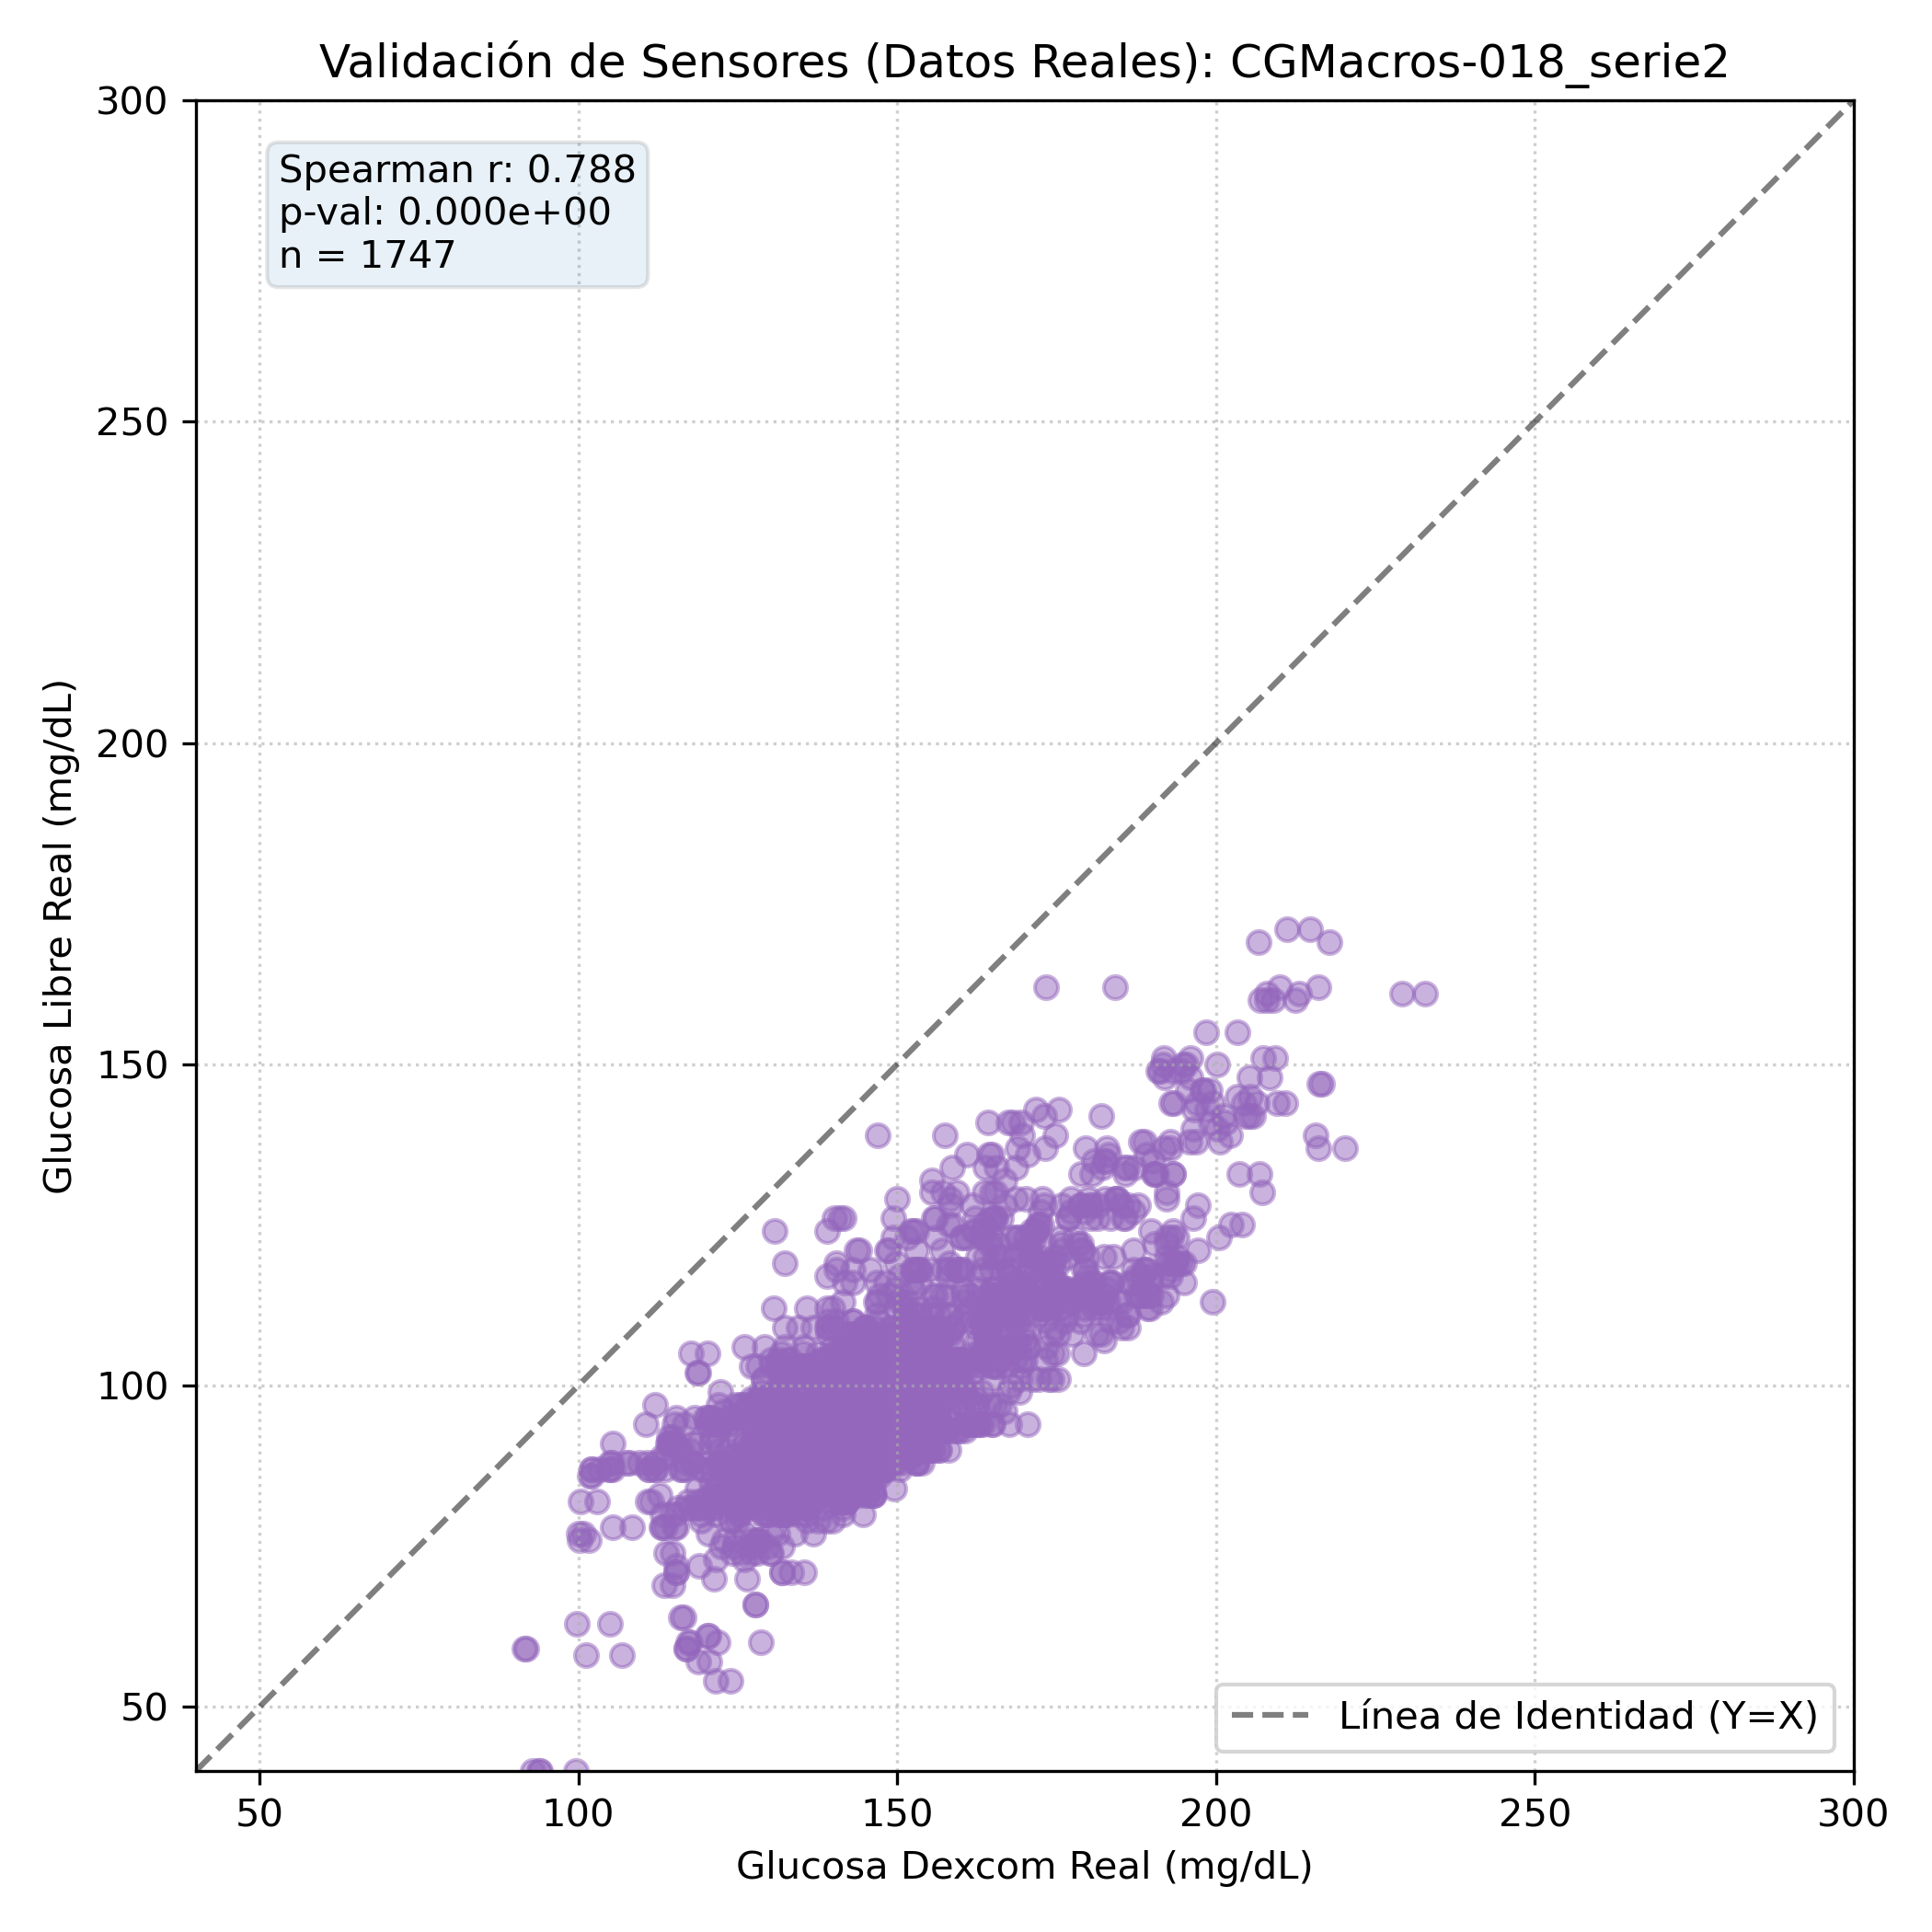 Validación de Sensores (Datos Reales): CGMacros-018_serie2
300
250
200
150
100
50
Glucosa Libre Real (mg/dL)
Spearman r: 0.788
p-val: 0.000e+00
n = 1747
Línea de Identidad (Y=X)
50
100
150
200
250
300
Glucosa Dexcom Real (mg/dL)